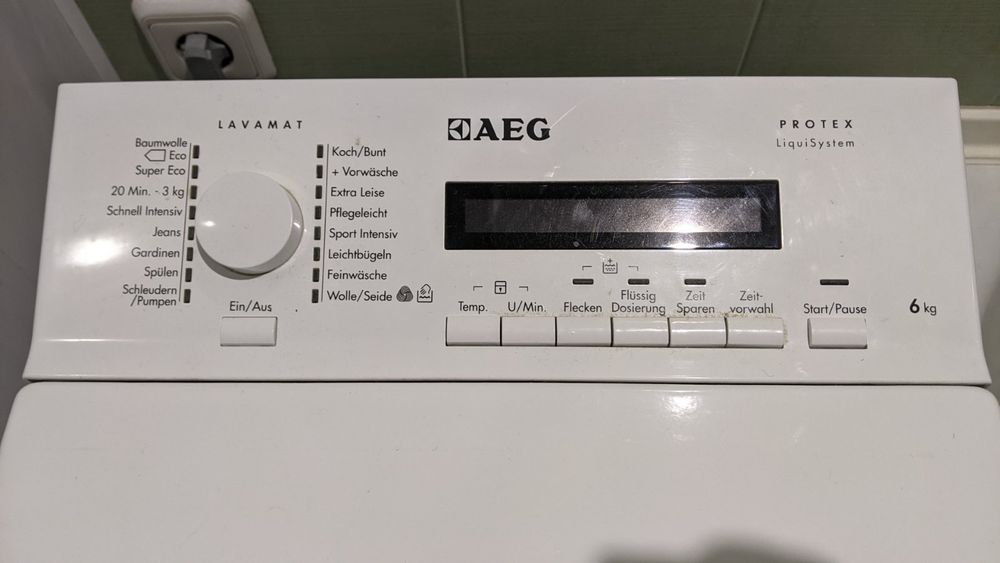 LAVAMAT
Baumwolle
Eco
Super Eco
20 Min. - 3 kg
Schnell Intensiv
Jeans
Gardinen
Spülen
Schleudern
/Pumpen
Koch/Bunt
+ Vorwäsche
Extra Leise
Pflegeleicht
Sport Intensiv
Leichtbügeln
Feinwäsche
Wolle/Seide
Ein/Aus
AEG
PROTEX
LiquiSystem
Temp.
U/Min.
Flecken
Flüssig
Dosierung
Zeit
Sparen
Zeit-
vorwahl
Start/Pause
6 kg